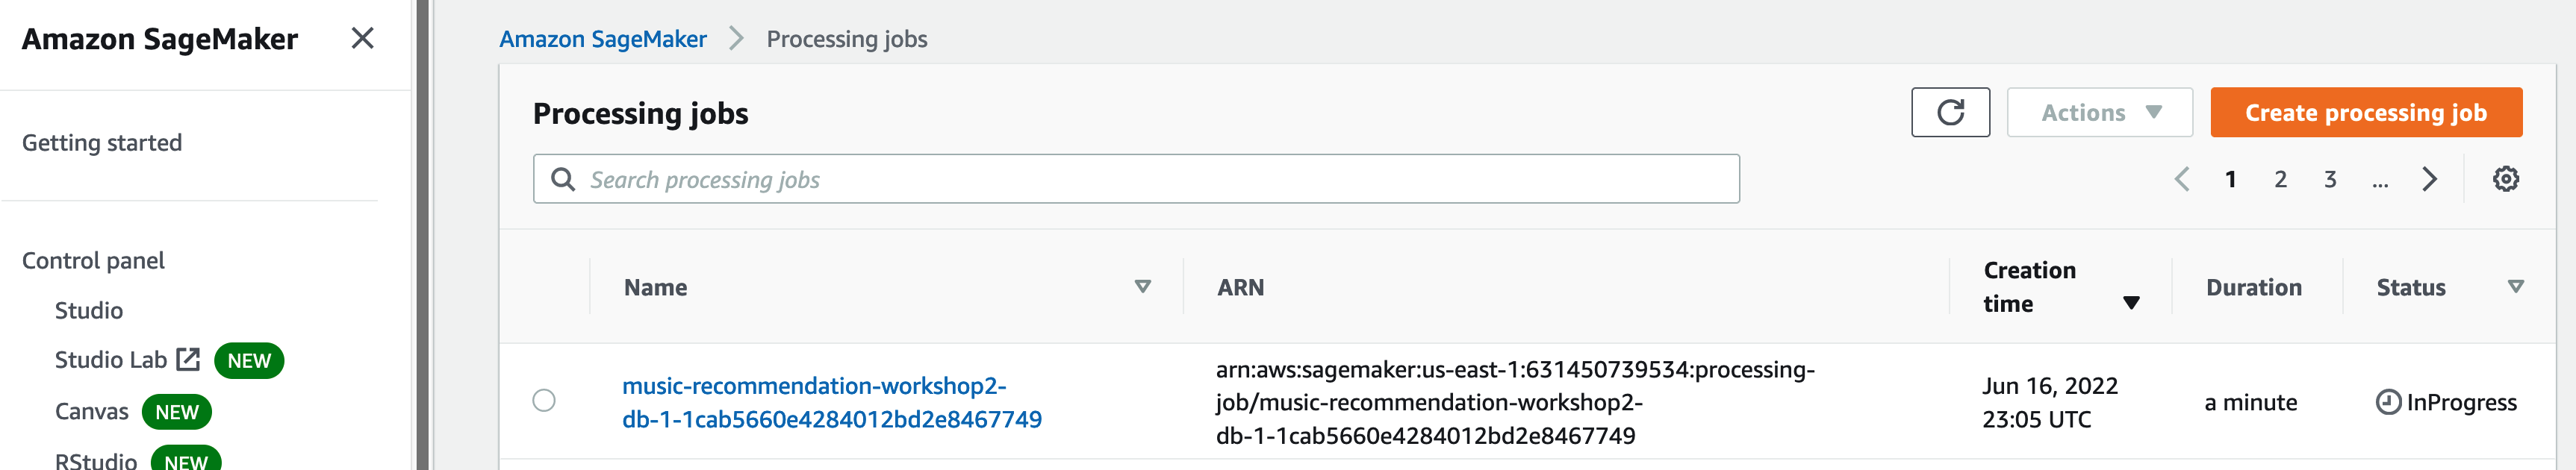 Amazon SageMaker
Getting started
Control panel
Studio
Studio Lab NEW
Canvas NEW
RStudio NEW
Amazon SageMaker Processing jobs
Processing jobs
Actions
Create processing job
Search processing jobs
1 2 3 ...
Name
ARN
Creation
time
Duration
Status
music-recommendation-workshop2-
db-1-1cab5660e4284012bd2e8467749
arn:aws:sagemaker:us-east-1:631450739534:processing-
job/music-recommendation-workshop2-
db-1-1cab5660e4284012bd2e8467749
Jun 16, 2022
23:05 UTC
a minute
InProgress